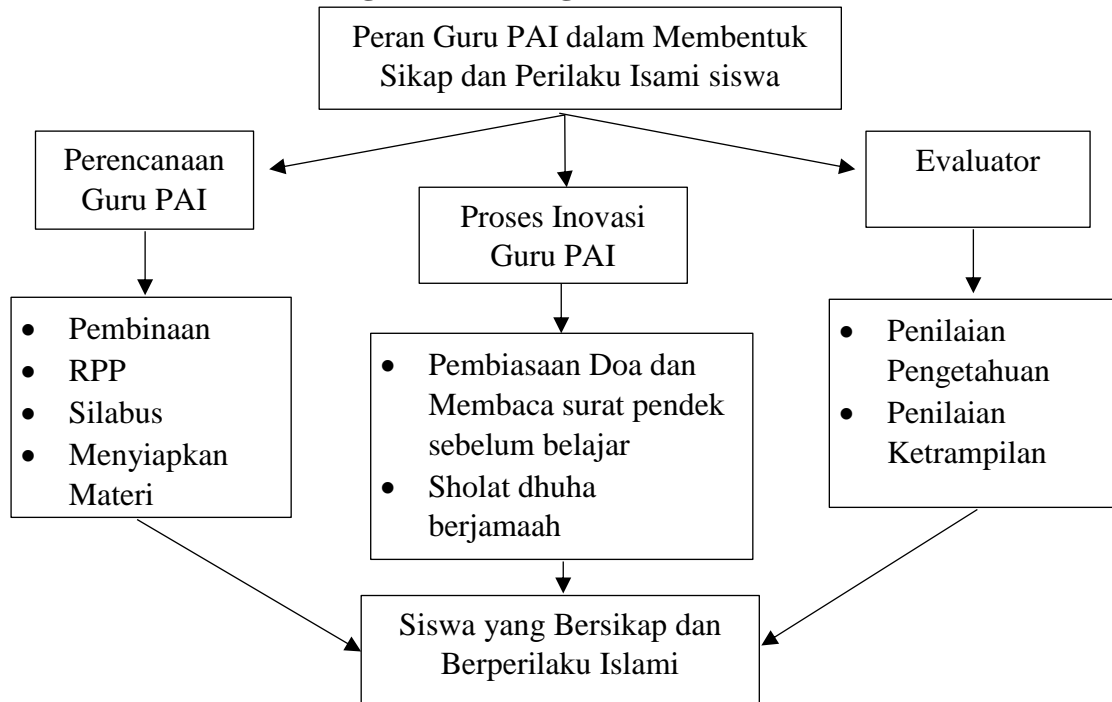 Peran Guru PAI dalam Membentuk
Sikap dan Perilaku Isami siswa
Perencanaan
Guru PAI
Proses Inovasi
Guru PAI
Evaluator
• Pembinaan
• RPP
• Silabus
• Menyiapkan
Materi
• Pembiasaan Doa dan
Membaca surat pendek
sebelum belajar
• Sholat dhuha
berjamaah
• Penilaian
Pengetahuan
• Penilaian
Ketrampilan
Siswa yang Bersikap dan
Berperilaku Islami